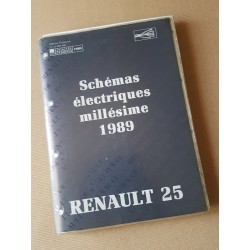 Schémas
électriques
millésime
1989
RENAULT 25